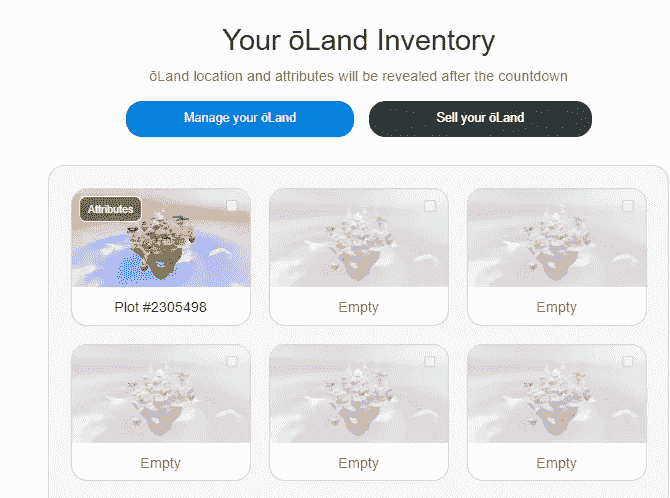 Your ōLand Inventory
ōLand location and attributes will be revealed after the countdown
Manage your ōLand
Sell your ōLand
Attributes
Plot #2305498
Empty
Empty
Empty
Empty
Empty